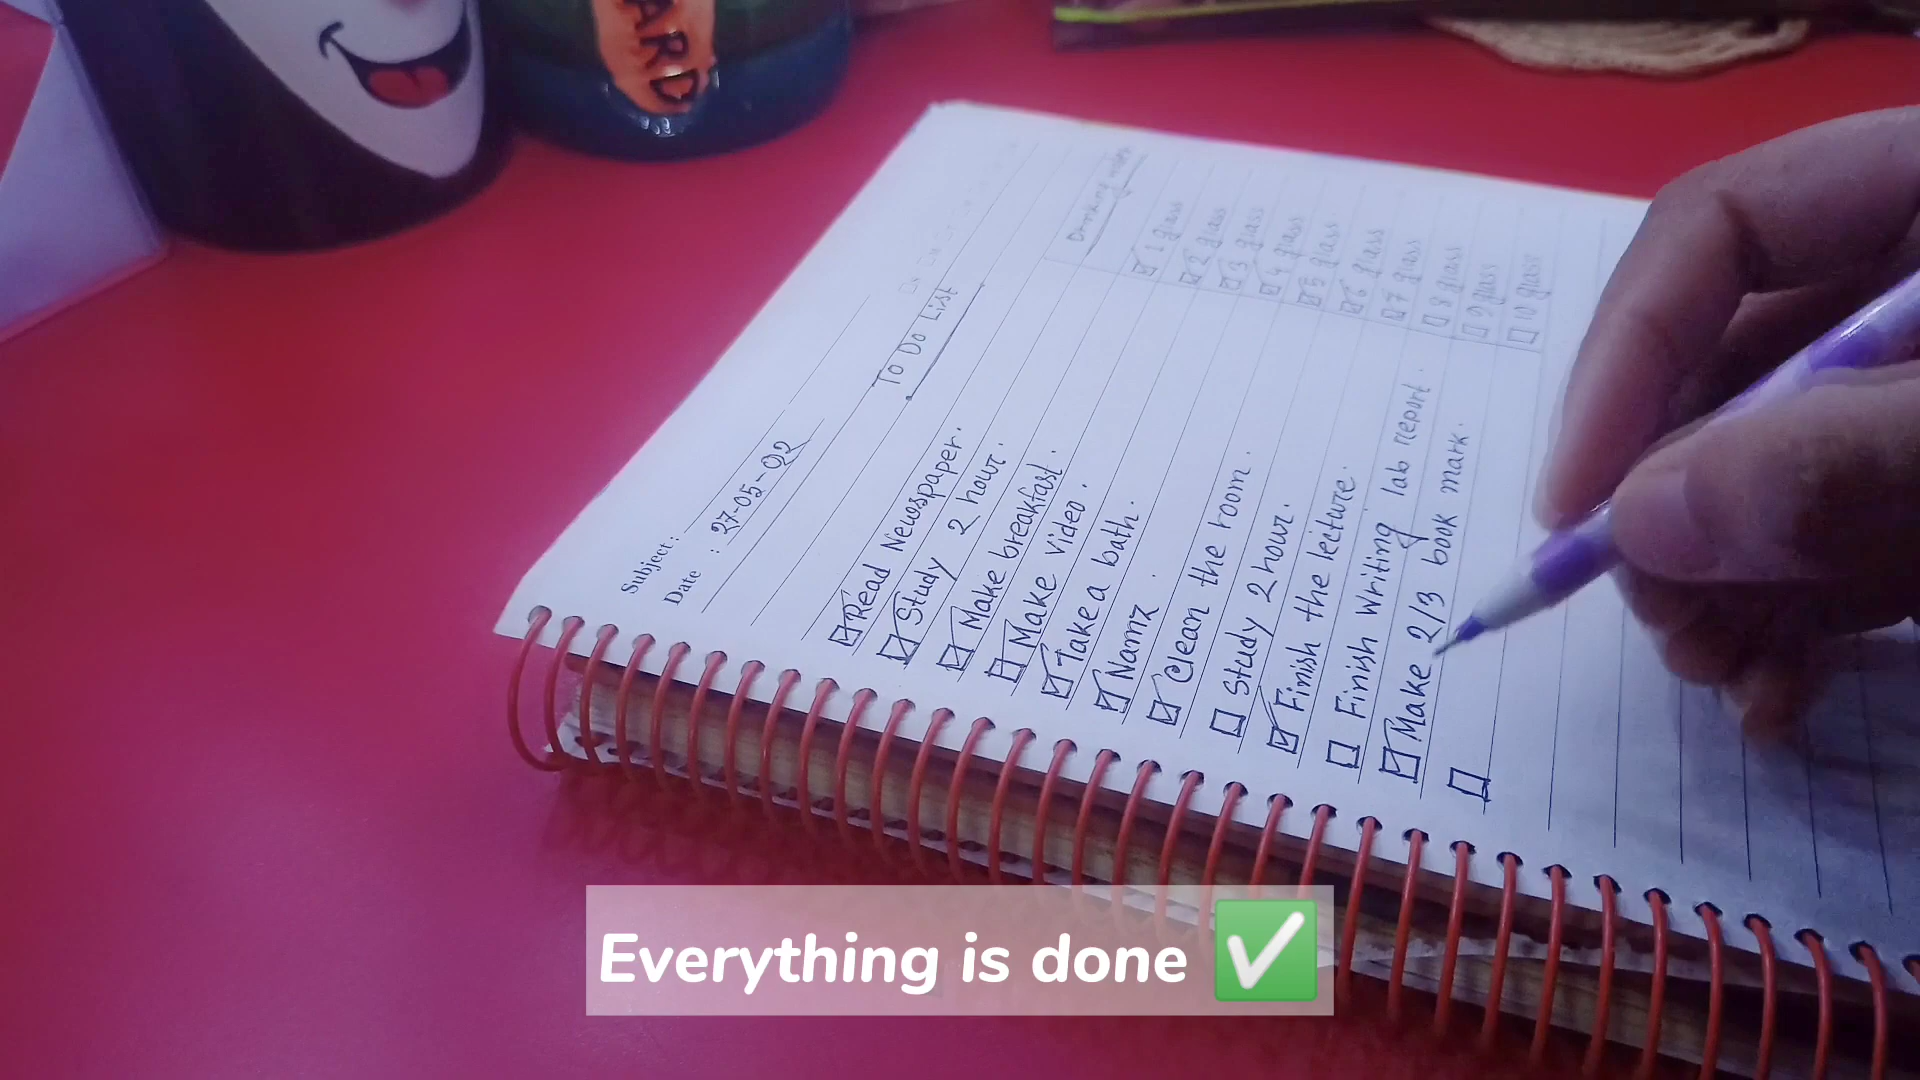 ARD
Subject:
Date : 27-05-22
To Do List
Read Newspaper.
Study 2 hour.
Make breakfast.
Make video.
Take a bath.
Namz.
Clean the room.
Study 2 hour.
Finish the lecture.
Finish writing lab report.
Make 2/3 book mark.
Drinking water
1 glass
2 glass
3 glass
4 glass
5 glass
6 glass
7 glass
8 glass
9 glass
10 glass
Everything is done ✅